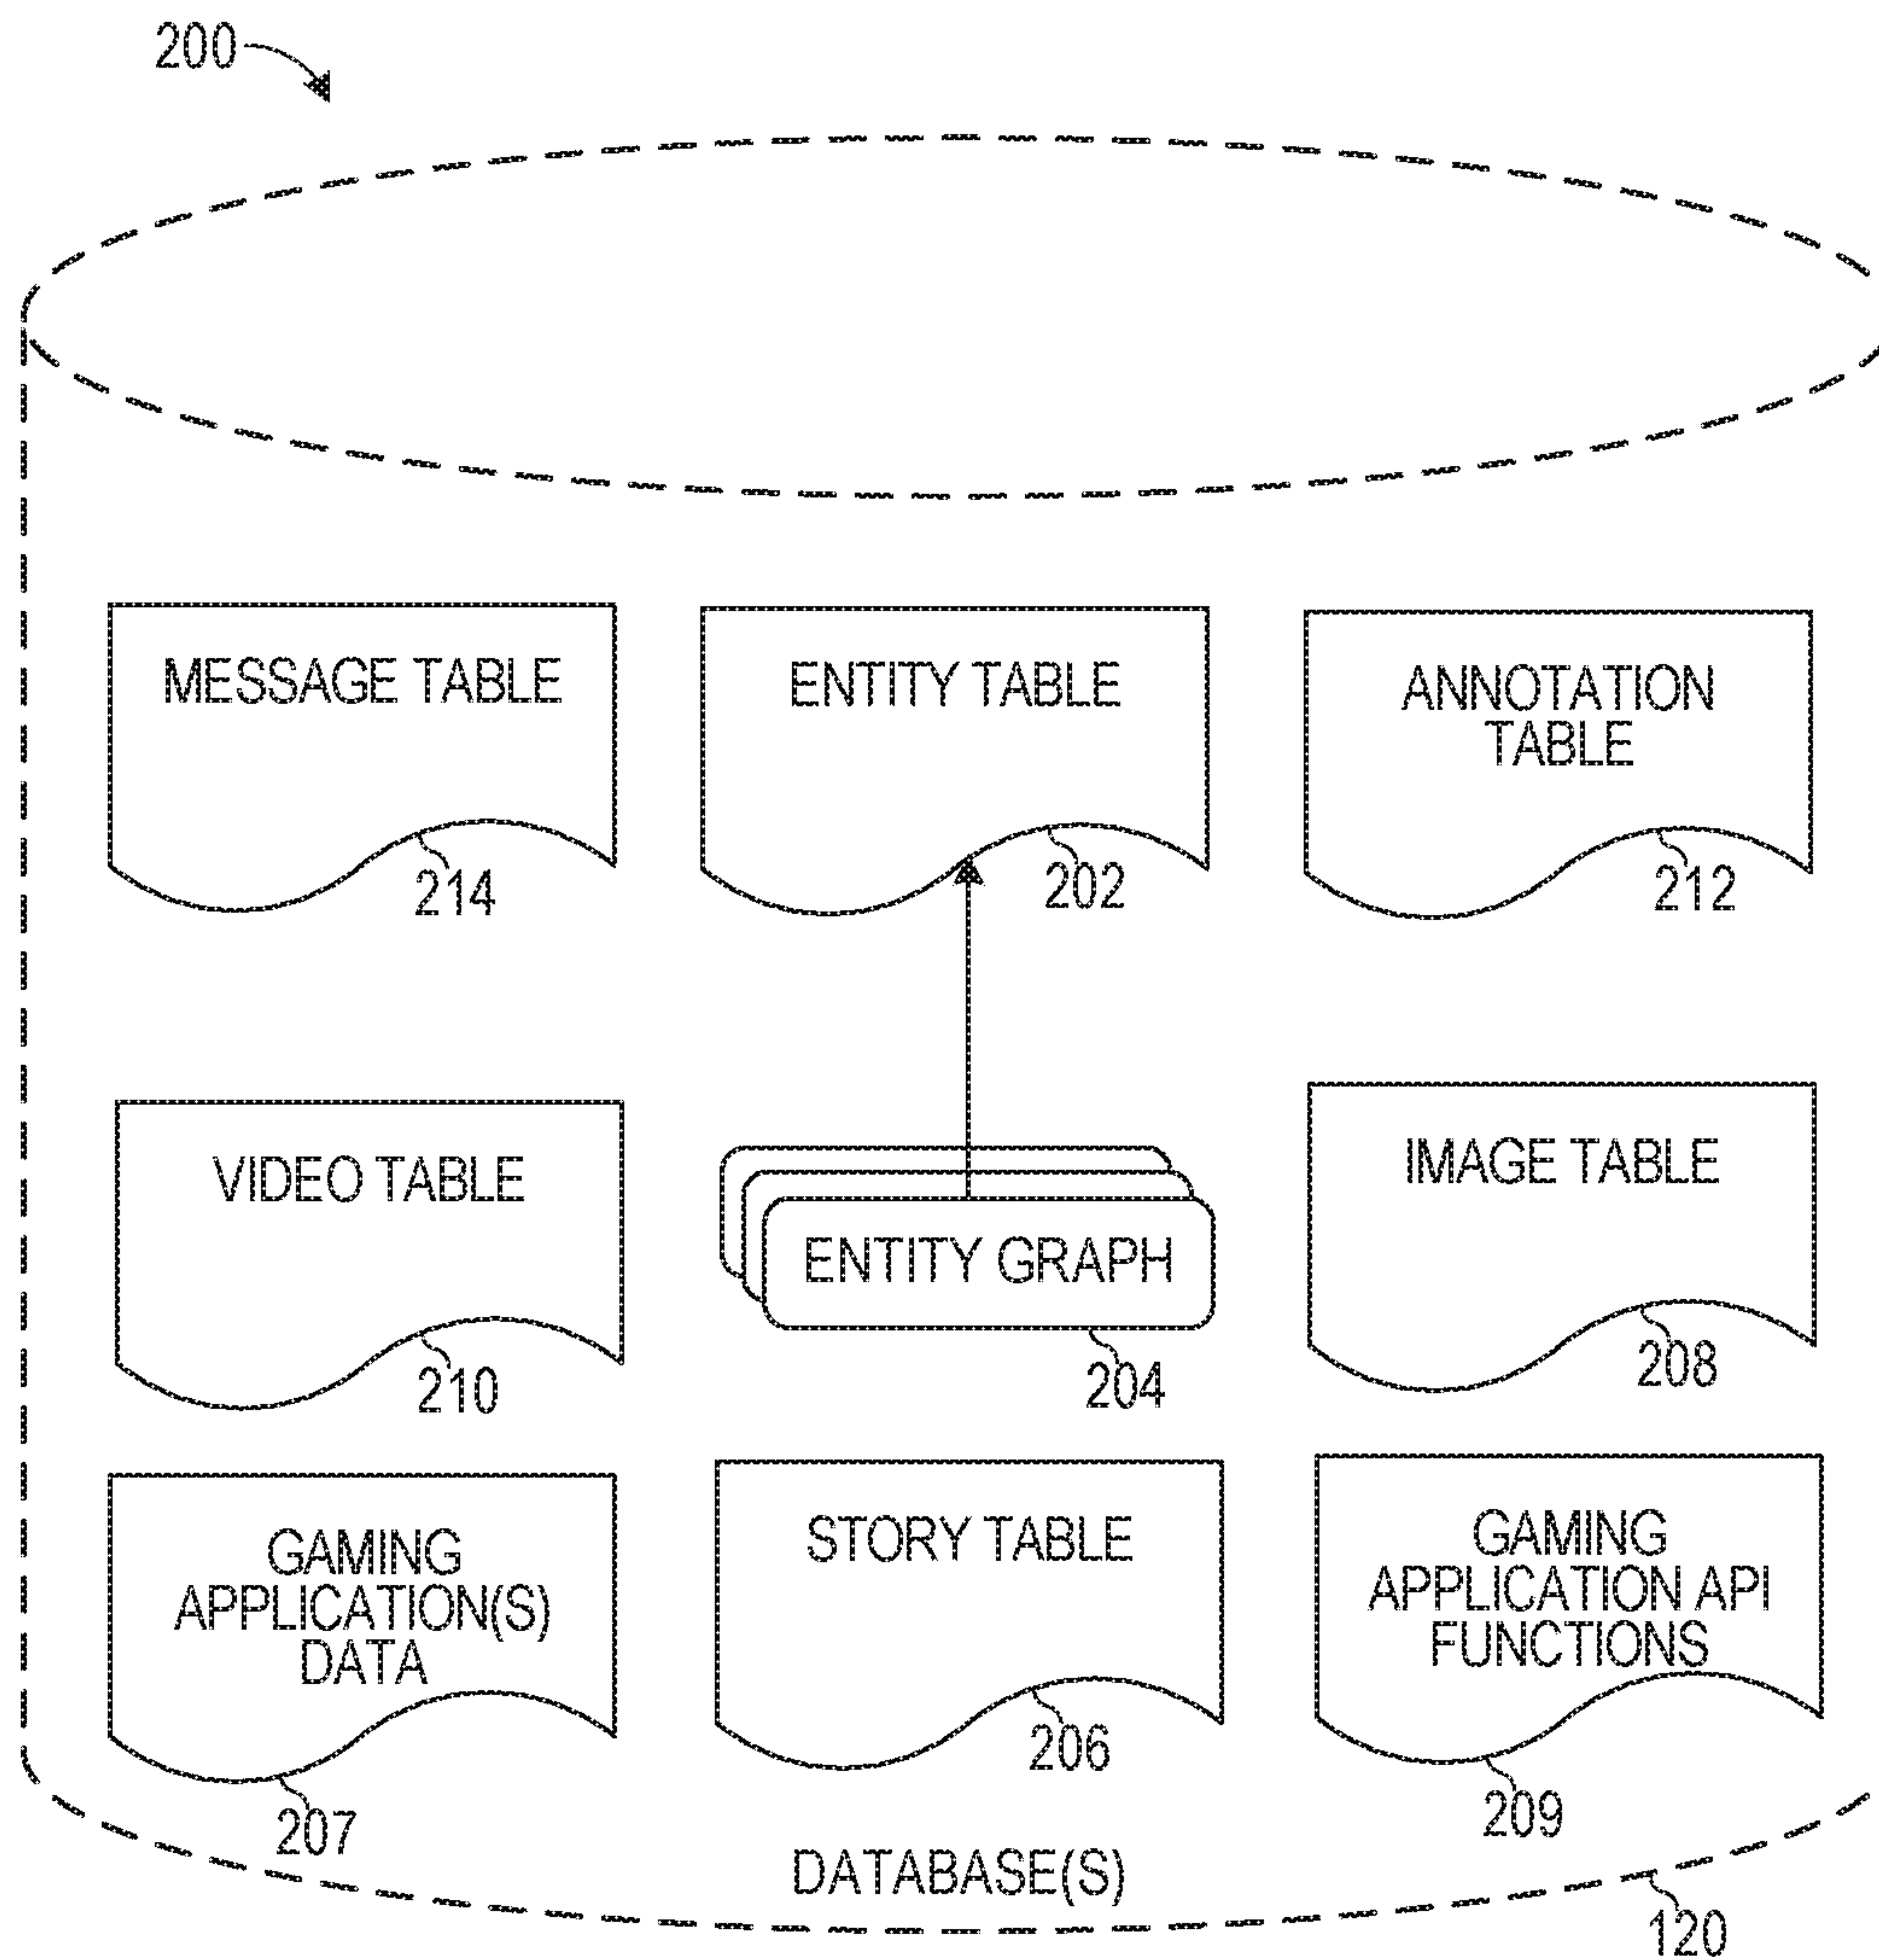 200
MESSAGE TABLE
214
ENTITY TABLE
202
ANNOTATION
TABLE
212
VIDEO TABLE
210
ENTITY GRAPH
204
IMAGE TABLE
208
GAMING
APPLICATION(S)
DATA
207
STORY TABLE
206
GAMING
APPLICATION API
FUNCTIONS
209
DATABASE(S)
120